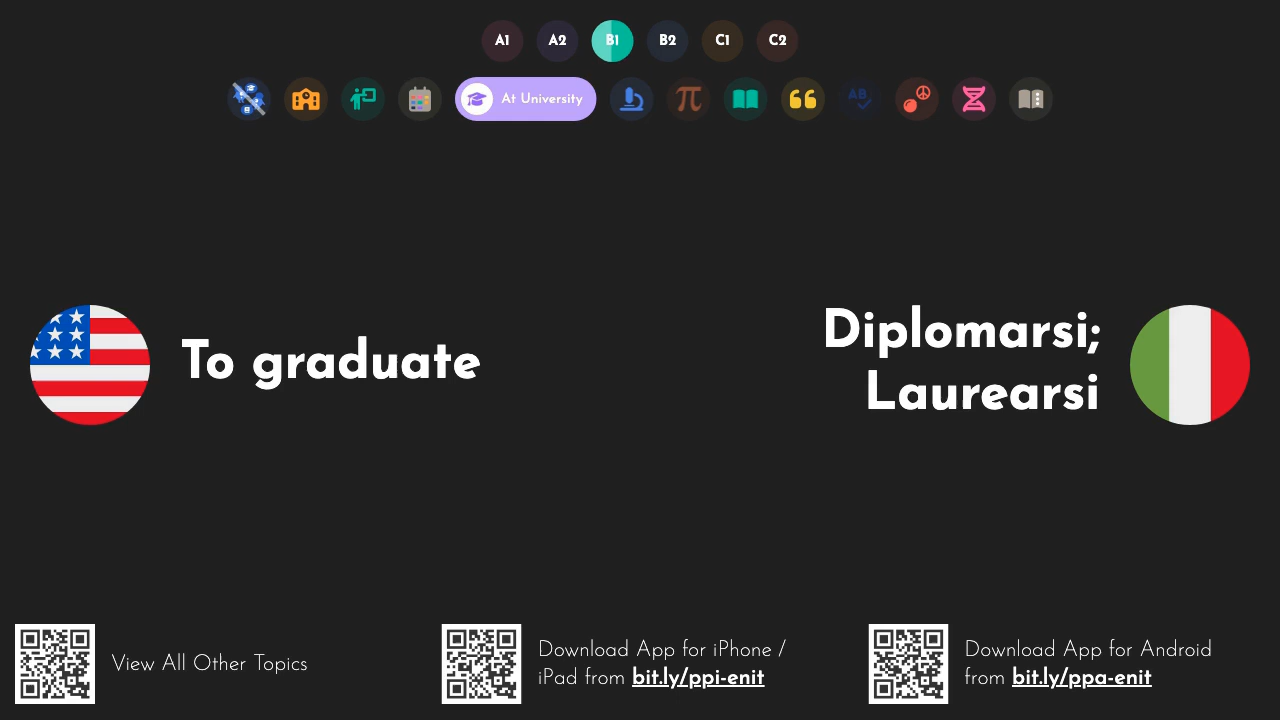 A1 A2 B1 B2 C1 C2
At University
To graduate
Diplomarsi;
Laurearsi
View All Other Topics
Download App for iPhone /
iPad from bit.ly/ppi-enit
Download App for Android
from bit.ly/ppa-enit